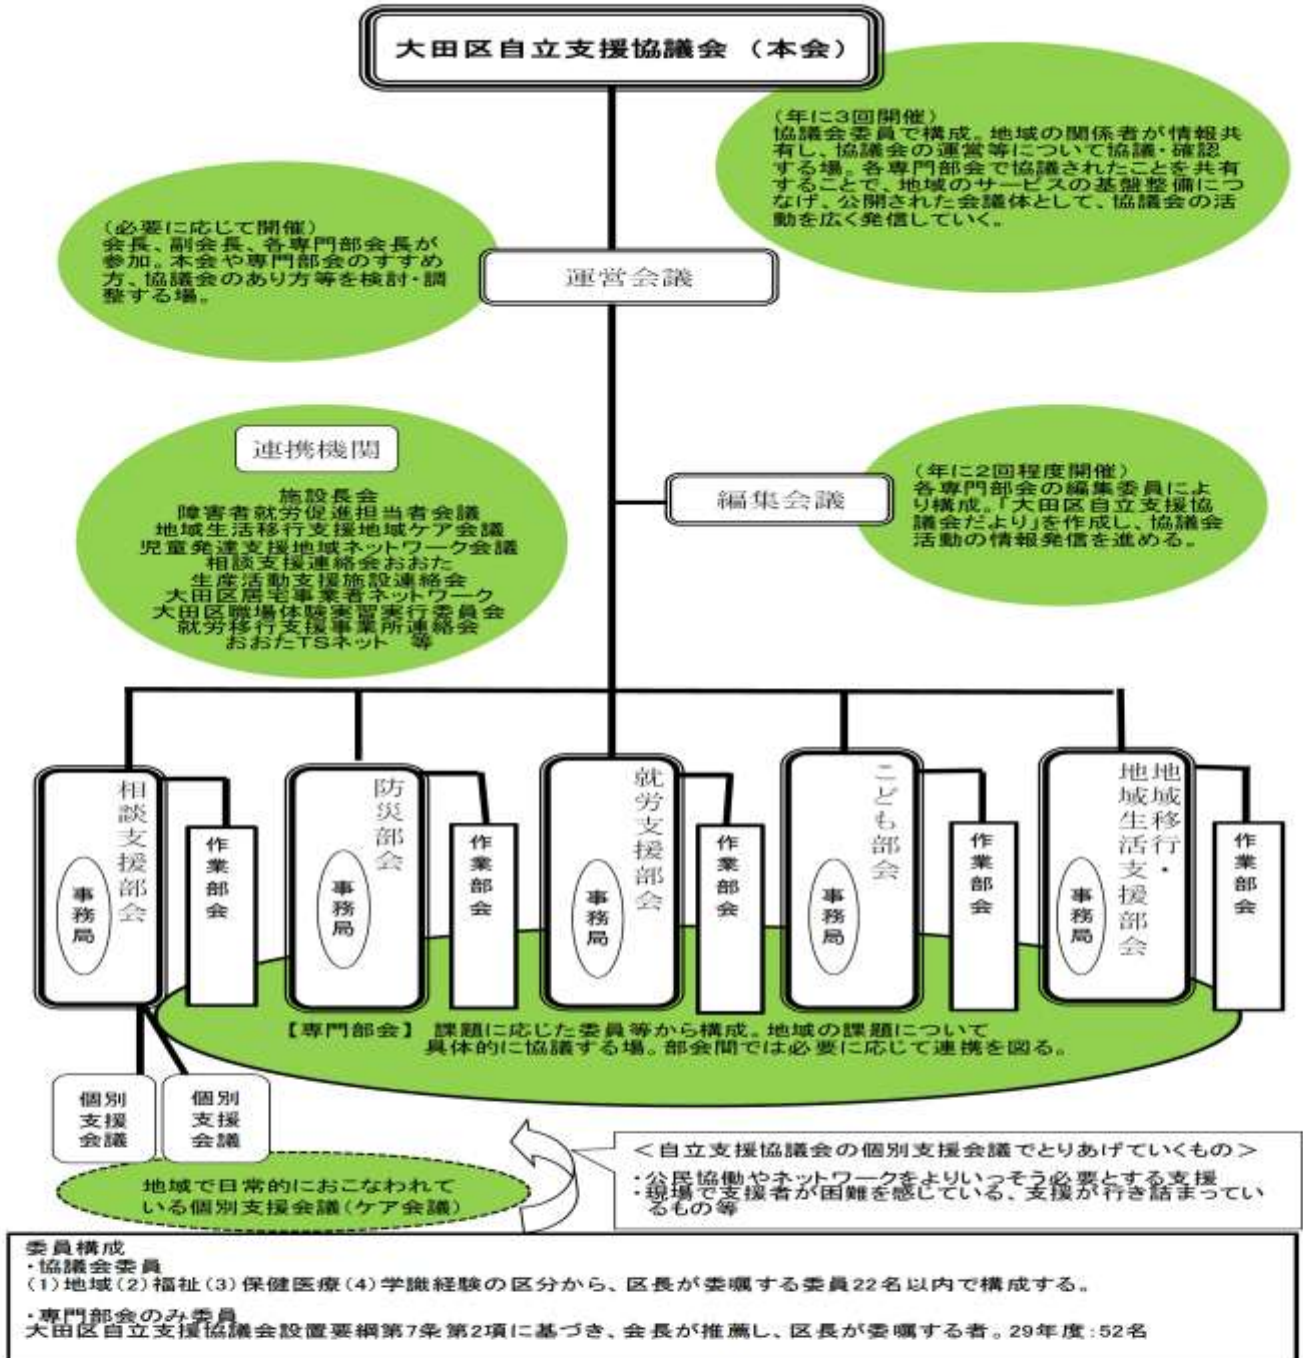 大田区自立支援協議会（本会）
（年に3回開催）
協議会委員で構成。地域の関係者が情報共
有し、協議会の運営等について協議・確認
する場。各専門部会で協議されたことを共有
することで、地域のサービスの基盤整備につ
なげ、公開された会議体として、協議会の活
動を広く発信していく。
（必要に応じて開催）
会長、副会長、各専門部会長が
参加。本会や専門部会のすすめ
方、協議会のあり方等を検討・調
整する場。
運営会議
連携機関
施設長会
障害者就労促進担当者会議
地域生活移行支援地域ケア会議
児童発達支援地域ネットワーク会議
相談支援連絡会おおた
生産活動支援施設連絡会
大田区居宅事業者ネットワーク
大田区職場体験実習実行委員会
就労移行支援事業所連絡会
おおたTSネット　等
編集会議
（年に2回程度開催）
各専門部会の編集委員によ
り構成。「大田区自立支援協
議会だより」を作成し、協議会
活動の情報発信を進める。
相談支援部会
事務局
作業部会
防災部会
事務局
作業部会
就労支援部会
事務局
作業部会
こども部会
事務局
作業部会
地域移行・
地域生活支援部会
事務局
作業部会
【専門部会】　課題に応じた委員等から構成。地域の課題について
具体的に協議する場。部会間では必要に応じて連携を図る。
個別
支援
会議
個別
支援
会議
地域で日常的におこなわれて
いる個別支援会議（ケア会議）
＜自立支援協議会の個別支援会議でとりあげていくもの＞
・公民協働やネットワークをよりいっそう必要とする支援
・現場で支援者が困難を感じている、支援が行き詰まってい
るもの等
委員構成
・協議会委員
(1)地域(2)福祉(3)保健医療(4)学識経験の区分から、区長が委嘱する委員22名以内で構成する。
・専門部会のみ委員
大田区自立支援協議会設置要綱第7条第2項に基づき、会長が推薦し、区長が委嘱する者。29年度：52名